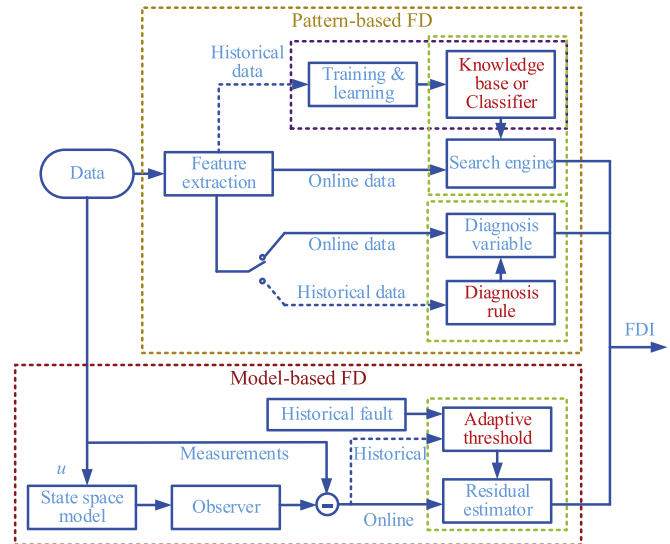 Pattern-based FD
Historical
data
Training &
learning
Knowledge
base or
Classifier
Data
Feature
extraction
Online data
Search engine
Online data
Diagnosis
variable
Historical data
Diagnosis
rule
FDI
Model-based FD
Historical fault
Adaptive
threshold
Measurements
Historical
u
State space
model
Observer
Online
Residual
estimator